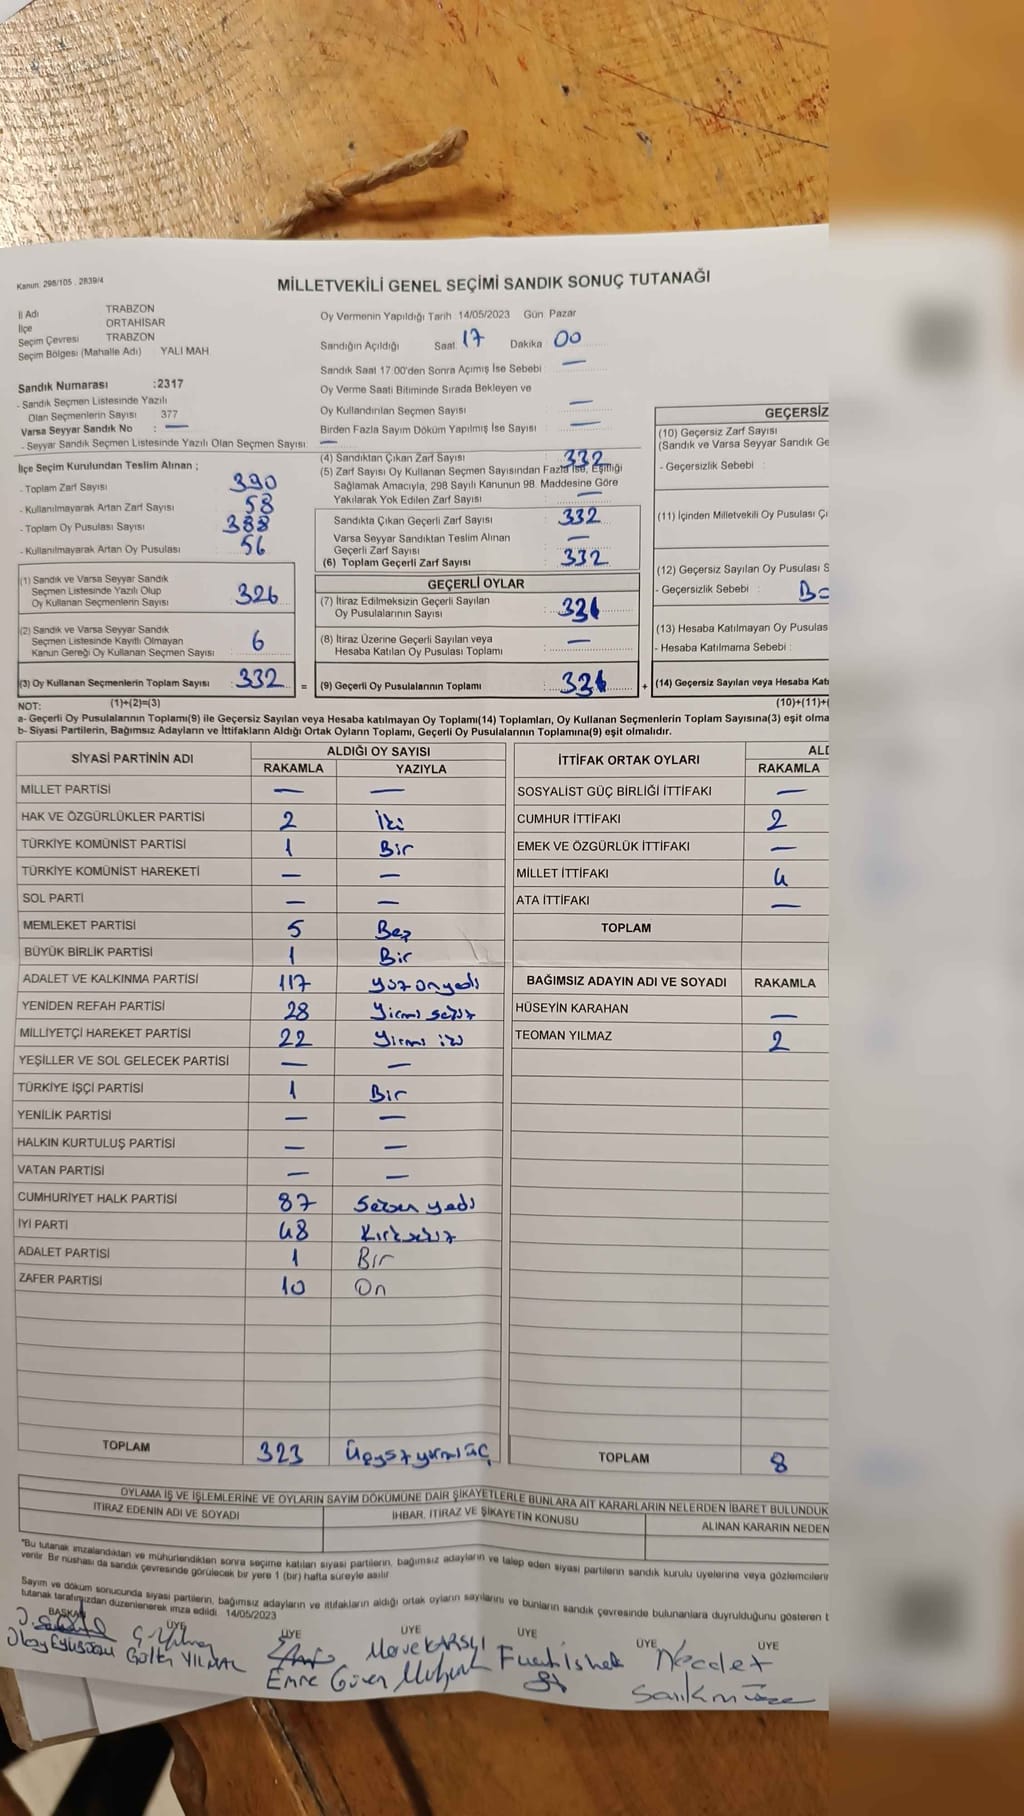 Kanun: 298/105 . 2839/4
MİLLETVEKİLİ GENEL SEÇİMİ SANDIK SONUÇ TUTANAĞI
İl Adı TRABZON
İlçe ORTAHİSAR
Seçim Çevresi TRABZON
Seçim Bölgesi (Mahalle Adı) YALI MAH.
Oy Vermenin Yapıldığı Tarih 14/05/2023 Gün Pazar
Sandığın Açıldığı Saat 17 Dakika 00
Sandık Saat 17:00'den Sonra Açımış İse Sebebi —
Oy Verme Saati Bitiminde Sırada Bekleyen ve
Oy Kullandırılan Seçmen Sayısı —
Birden Fazla Sayım Döküm Yapılmış İse Sayısı —
Sandık Numarası :2317
- Sandık Seçmen Listesinde Yazılı
Olan Seçmenlerin Sayısı 377
Varsa Seyyar Sandık No : —
- Seyyar Sandık Seçmen Listesinde Yazılı Olan Seçmen Sayısı: —
İlçe Seçim Kurulundan Teslim Alınan ;
- Toplam Zarf Sayısı 390
- Kullanılmayarak Artan Zarf Sayısı 58
- Toplam Oy Pusulası Sayısı 388
- Kullanılmayarak Artan Oy Pusulası 56
(4) Sandıktan Çıkan Zarf Sayısı 332
(5) Zarf Sayısı Oy Kullanan Seçmen Sayısından Fazla İse, Eşitliği
Sağlamak Amacıyla, 298 Sayılı Kanunun 98. Maddesine Göre
Yakılarak Yok Edilen Zarf Sayısı —
Sandıkta Çıkan Geçerli Zarf Sayısı 332
Varsa Seyyar Sandıktan Teslim Alınan
Geçerli Zarf Sayısı —
(6) Toplam Geçerli Zarf Sayısı 332
(1) Sandık ve Varsa Seyyar Sandık
Seçmen Listesinde Yazılı Olup
Oy Kullanan Seçmenlerin Sayısı 326
(2) Sandık ve Varsa Seyyar Sandık
Seçmen Listesinde Kayıtlı Olmayan
Kanun Gereği Oy Kullanan Seçmen Sayısı 6
(3) Oy Kullanan Seçmenlerin Toplam Sayısı 332 =
GEÇERLİ OYLAR
(7) İtiraz Edilmeksizin Geçerli Sayılan
Oy Pusulalarının Sayısı
(8) İtiraz Üzerine Geçerli Sayılan veya
Hesaba Katılan Oy Pusulası Toplamı —
(9) Geçerli Oy Pusulalarının Toplamı +
GEÇERSİZ
(10) Geçersiz Zarf Sayısı
(Sandık ve Varsa Seyyar Sandık Ge
- Geçersizlik Sebebi :
(11) İçinden Milletvekili Oy Pusulası Çı
(12) Geçersiz Sayılan Oy Pusulası S
- Geçersizlik Sebebi :
(13) Hesaba Katılmayan Oy Pusulas
- Hesaba Katılmama Sebebi :
(14) Geçersiz Sayılan veya Hesaba Kat
NOT: (1)+(2)=(3) (10)+(11)+(
a- Geçerli Oy Pusulalarının Toplamı(9) ile Geçersiz Sayılan veya Hesaba katılmayan Oy Toplamı(14) Toplamları, Oy Kullanan Seçmenlerin Toplam Sayısına(3) eşit olma
b- Siyasi Partilerin, Bağımsız Adayların ve İttifakların Aldığı Ortak Oyların Toplamı, Geçerli Oy Pusulalarının Toplamına(9) eşit olmalıdır.
SİYASİ PARTİNİN ADI ALDIĞI OY SAYISI
RAKAMLA YAZIYLA
MİLLET PARTİSİ — —
HAK VE ÖZGÜRLÜKLER PARTİSİ 2 İki
TÜRKİYE KOMÜNİST PARTİSİ 1 Bir
TÜRKİYE KOMÜNİST HAREKETİ — —
SOL PARTİ — —
MEMLEKET PARTİSİ 5 Beş
BÜYÜK BİRLİK PARTİSİ 1 Bir
ADALET VE KALKINMA PARTİSİ 117 yüz onyedi
YENİDEN REFAH PARTİSİ 28 Yirmi sekiz
MİLLİYETÇİ HAREKET PARTİSİ 22 Yirmi iki
YEŞİLLER VE SOL GELECEK PARTİSİ — —
TÜRKİYE İŞÇİ PARTİSİ 1 Bir
YENİLİK PARTİSİ — —
HALKIN KURTULUŞ PARTİSİ — —
VATAN PARTİSİ — —
CUMHURİYET HALK PARTİSİ 87 Seksen yedi
İYİ PARTİ 48 Kırksekiz
ADALET PARTİSİ 1 Bir
ZAFER PARTİSİ 10 On
TOPLAM 323 Üçyüz yirmi üç
İTTİFAK ORTAK OYLARI ALD
RAKAMLA
SOSYALİST GÜÇ BİRLİĞİ İTTİFAKI —
CUMHUR İTTİFAKI 2
EMEK VE ÖZGÜRLÜK İTTİFAKI —
MİLLET İTTİFAKI 4
ATA İTTİFAKI —
TOPLAM
BAĞIMSIZ ADAYIN ADI VE SOYADI RAKAMLA
HÜSEYİN KARAHAN —
TEOMAN YILMAZ 2
TOPLAM 8
OYLAMA İŞ VE İŞLEMLERİNE VE OYLARIN SAYIM DÖKÜMÜNE DAİR ŞİKAYETLERLE BUNLARA AİT KARARLARIN NELERDEN İBARET BULUNDUK
İTİRAZ EDENİN ADI VE SOYADI İHBAR, İTİRAZ VE ŞİKAYETİN KONUSU ALINAN KARARIN NEDEN
"Bu tutanak imzalandıktan ve mühürlendikten sonra seçime katılan siyasi partilerin, bağımsız adayların ve talep eden siyasi partilerin sandık kurulu üyelerine veya gözlemcilerin
verilir. Bir nüshası da sandık çevresinde görülecek bir yere 1 (bir) hafta süreyle asılır.
Sayım ve döküm sonucunda siyasi partilerin, bağımsız adayların ve ittifakların aldığı ortak oyların sayılarını ve bunların sandık çevresinde bulunanlara duyrulduğunu gösteren b
tutanak tarafımızdan düzenlenerek imza edildi. 14/05/2023
BAŞKAN ÜYE ÜYE ÜYE ÜYE ÜYE ÜYE
Gülten YILMAZ Emre Güven Merve KARSLI Necdet